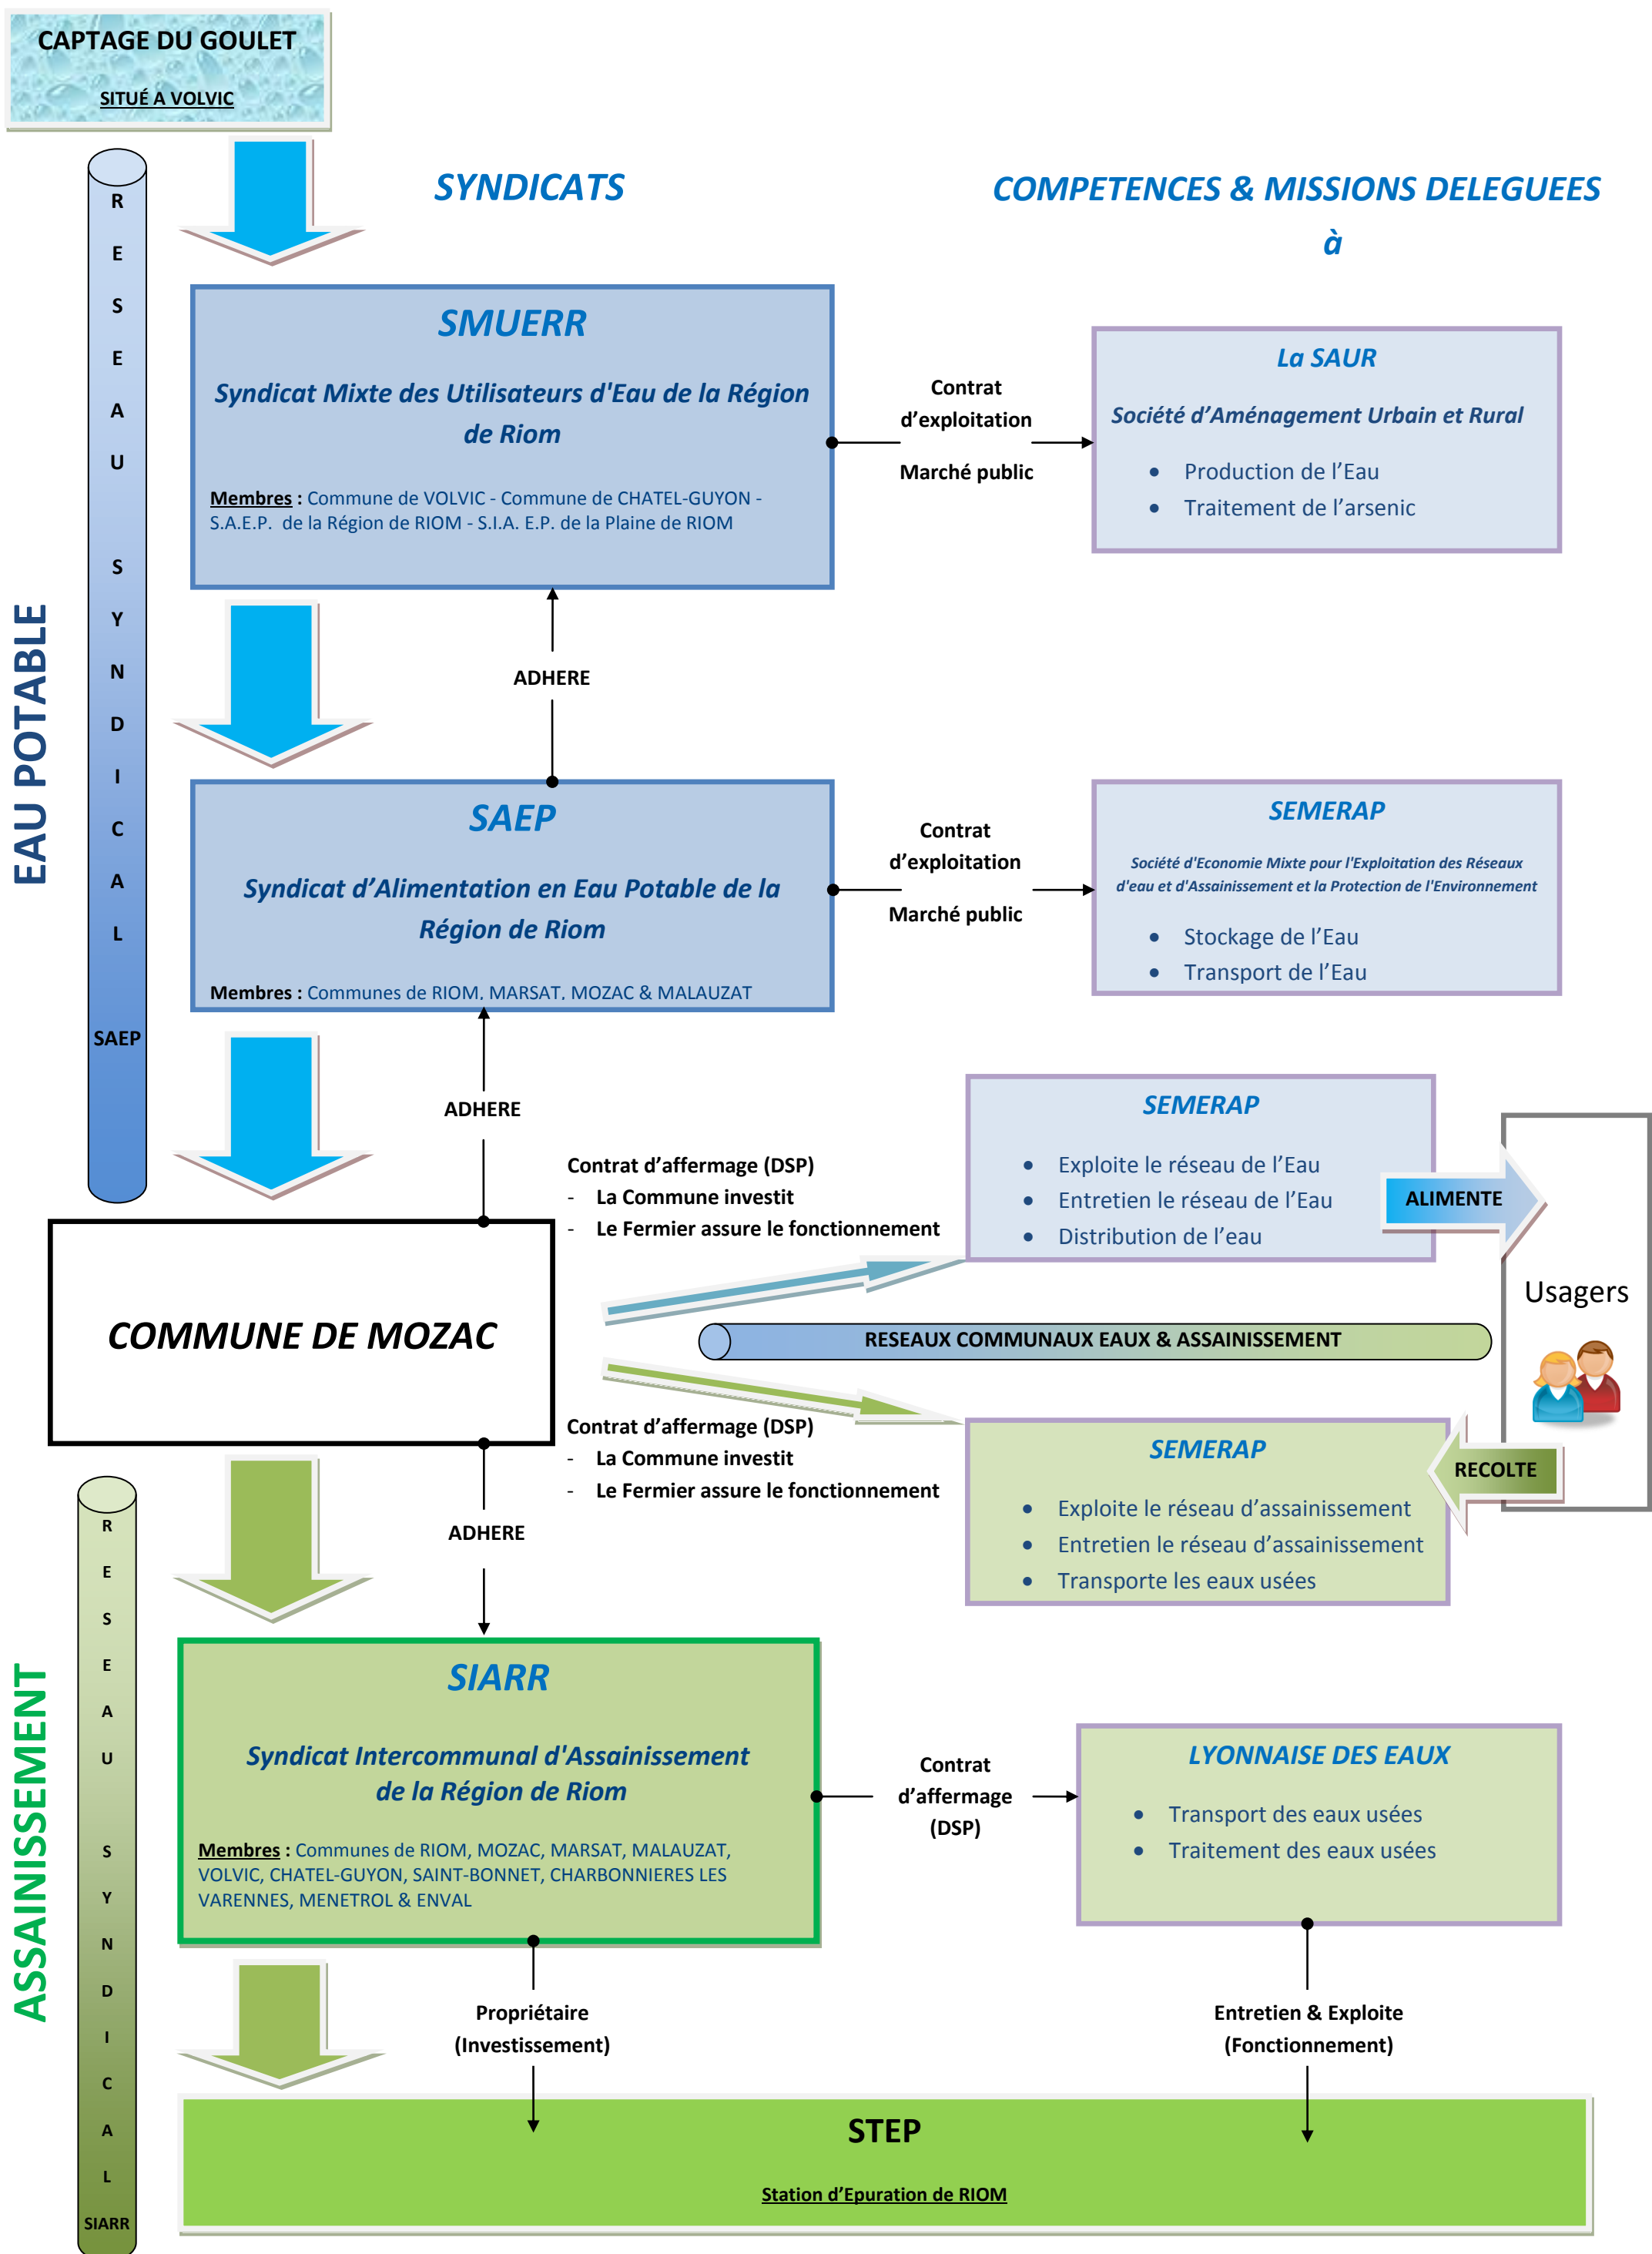 CAPTAGE DU GOULET
SITUÉ A VOLVIC
SYNDICATS
COMPETENCES & MISSIONS DELEGUEES
à
EAU POTABLE
RESEAU SYNDICAL SAEP
SMUERR
Syndicat Mixte des Utilisateurs d'Eau de la Région
de Riom
Membres : Commune de VOLVIC - Commune de CHATEL-GUYON -
S.A.E.P. de la Région de RIOM - S.I.A. E.P. de la Plaine de RIOM
Contrat
d’exploitation
Marché public
La SAUR
Société d’Aménagement Urbain et Rural
• Production de l’Eau
• Traitement de l’arsenic
ADHERE
SAEP
Syndicat d’Alimentation en Eau Potable de la
Région de Riom
Membres : Communes de RIOM, MARSAT, MOZAC & MALAUZAT
Contrat
d’exploitation
Marché public
SEMERAP
Société d'Economie Mixte pour l'Exploitation des Réseaux
d'eau et d'Assainissement et la Protection de l'Environnement
• Stockage de l’Eau
• Transport de l’Eau
ADHERE
Contrat d’affermage (DSP)
- La Commune investit
- Le Fermier assure le fonctionnement
SEMERAP
• Exploite le réseau de l’Eau
• Entretien le réseau de l’Eau
• Distribution de l’eau
ALIMENTE
Usagers
COMMUNE DE MOZAC
RESEAUX COMMUNAUX EAUX & ASSAINISSEMENT
Contrat d’affermage (DSP)
- La Commune investit
- Le Fermier assure le fonctionnement
SEMERAP
• Exploite le réseau d’assainissement
• Entretien le réseau d’assainissement
• Transporte les eaux usées
RECOLTE
ADHERE
ASSAINISSEMENT
RESEAU SYNDICAL SIARR
SIARR
Syndicat Intercommunal d'Assainissement
de la Région de Riom
Membres : Communes de RIOM, MOZAC, MARSAT, MALAUZAT,
VOLVIC, CHATEL-GUYON, SAINT-BONNET, CHARBONNIERES LES
VARENNES, MENETROL & ENVAL
Contrat
d’affermage
(DSP)
LYONNAISE DES EAUX
• Transport des eaux usées
• Traitement des eaux usées
Propriétaire
(Investissement)
Entretien & Exploite
(Fonctionnement)
STEP
Station d’Epuration de RIOM